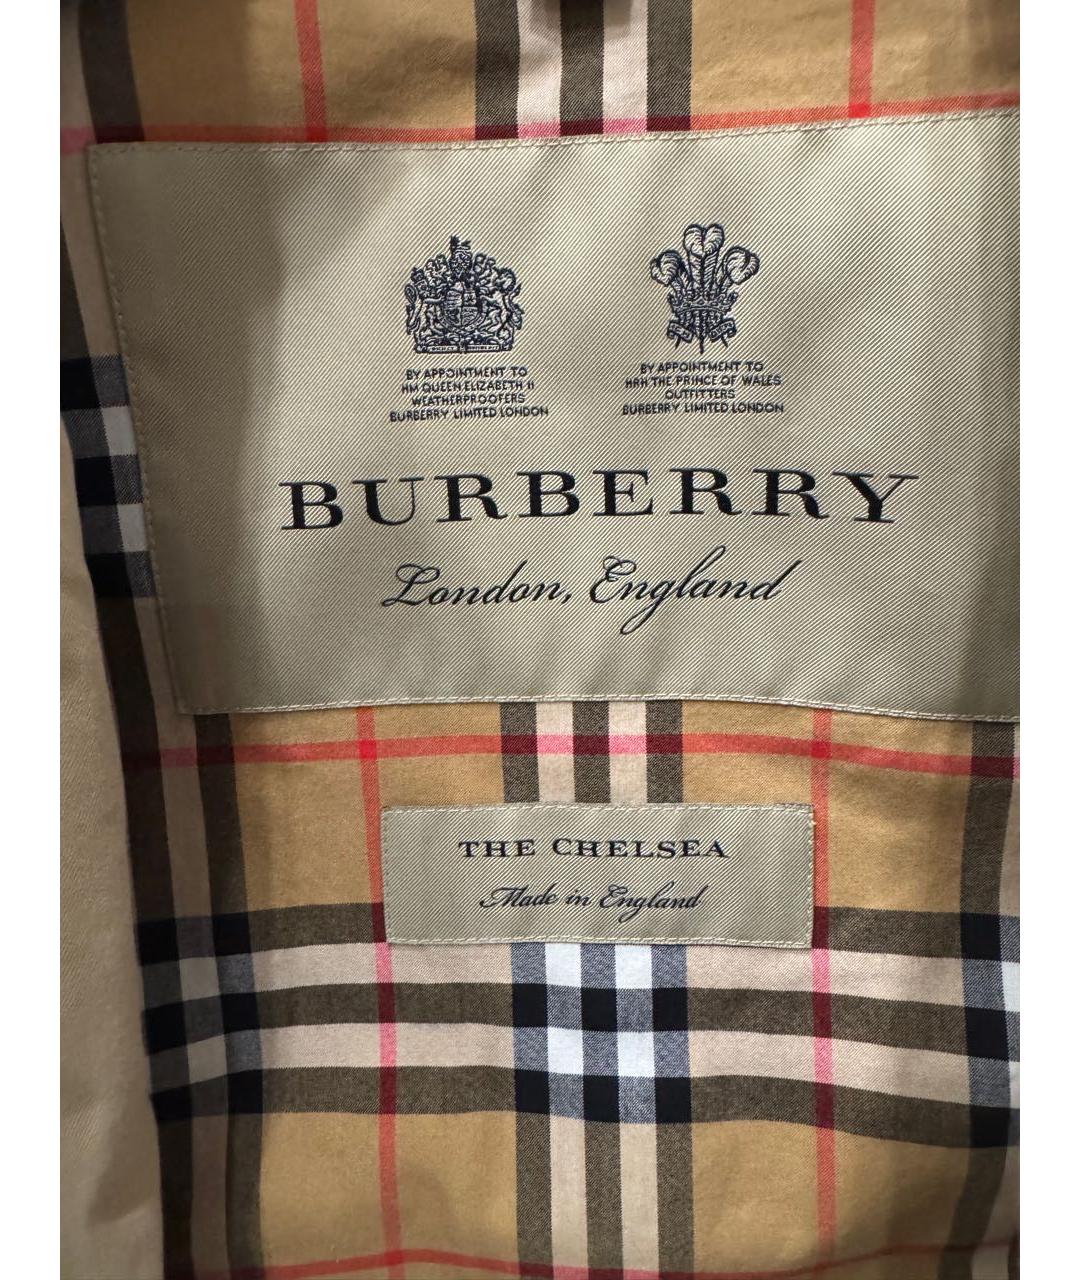 BY APPOINTMENT TO
HM QUEEN ELIZABETH II
WEATHERPROOFERS
BURBERRY LIMITED LONDON
BY APPOINTMENT TO
HRH THE PRINCE OF WALES
OUTFITTERS
BURBERRY LIMITED LONDON
BURBERRY
London, England
THE CHELSEA
Made in England